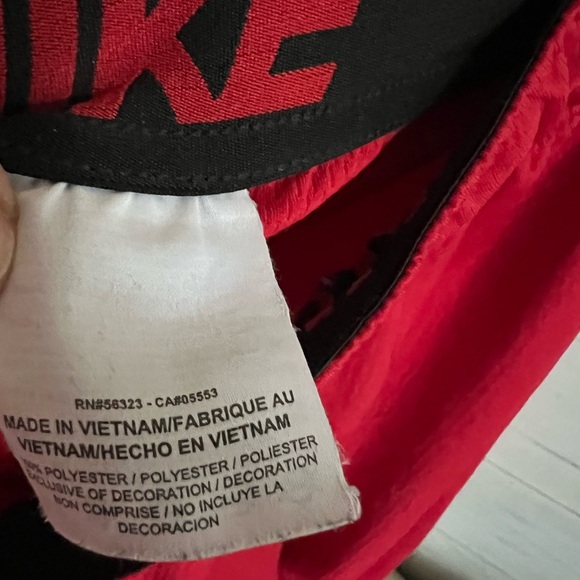 IKE
RN#56323 - CA#05553
MADE IN VIETNAM/FABRIQUE AU
VIETNAM/HECHO EN VIETNAM
POLYESTER / POLYESTER / POLIESTER
EXCLUSIVE OF DECORATION / DECORATION
NON COMPRISE / NO INCLUYE LA
DECORACION